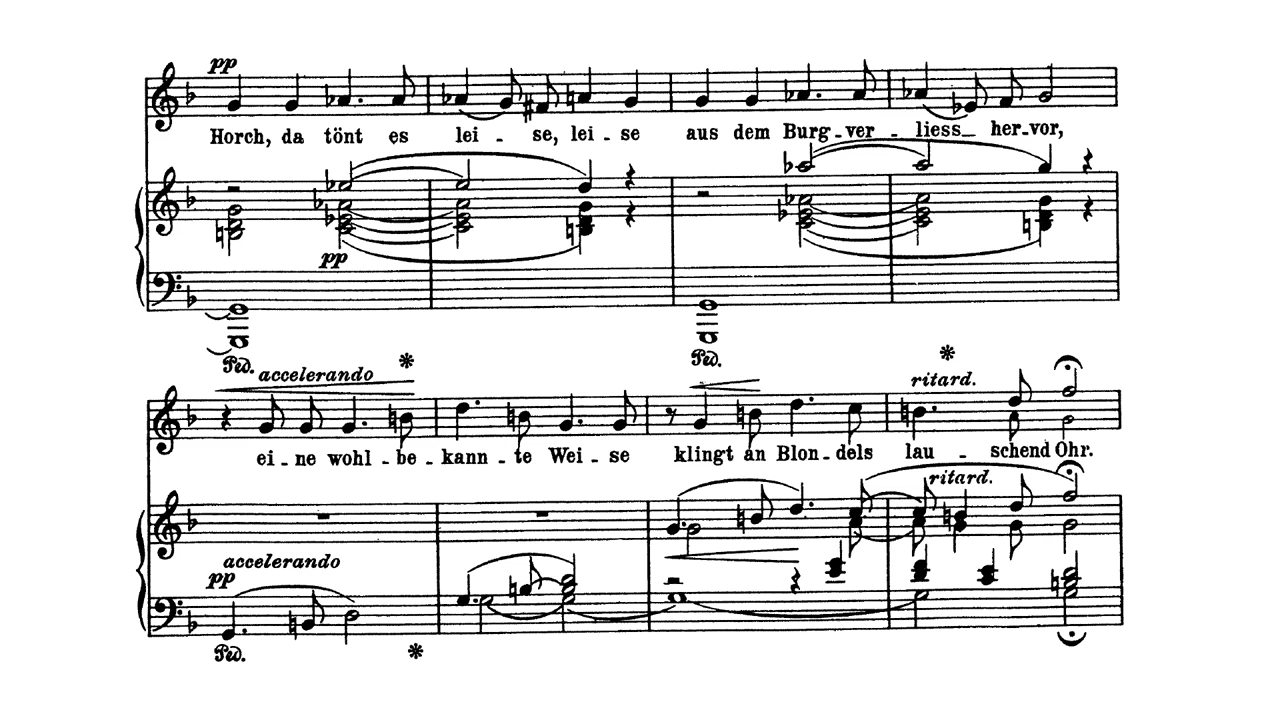 pp
Horch, da tönt es lei - se, lei - se aus dem Burg - ver - liess her - vor,
pp
Ped. Ped.
accelerando ritard.
ei - ne wohl - be - kann - te Wei - se klingt an Blon - dels lau - schend Ohr.
ritard.
accelerando
pp
Ped.